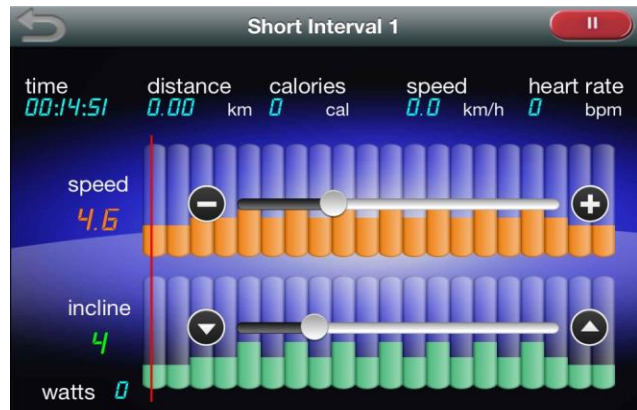 Short Interval 1
time distance calories speed heart rate
00:14:51 0.00 km 0 cal 0.0 km/h 0 bpm
speed
4.6
incline
4
watts 0